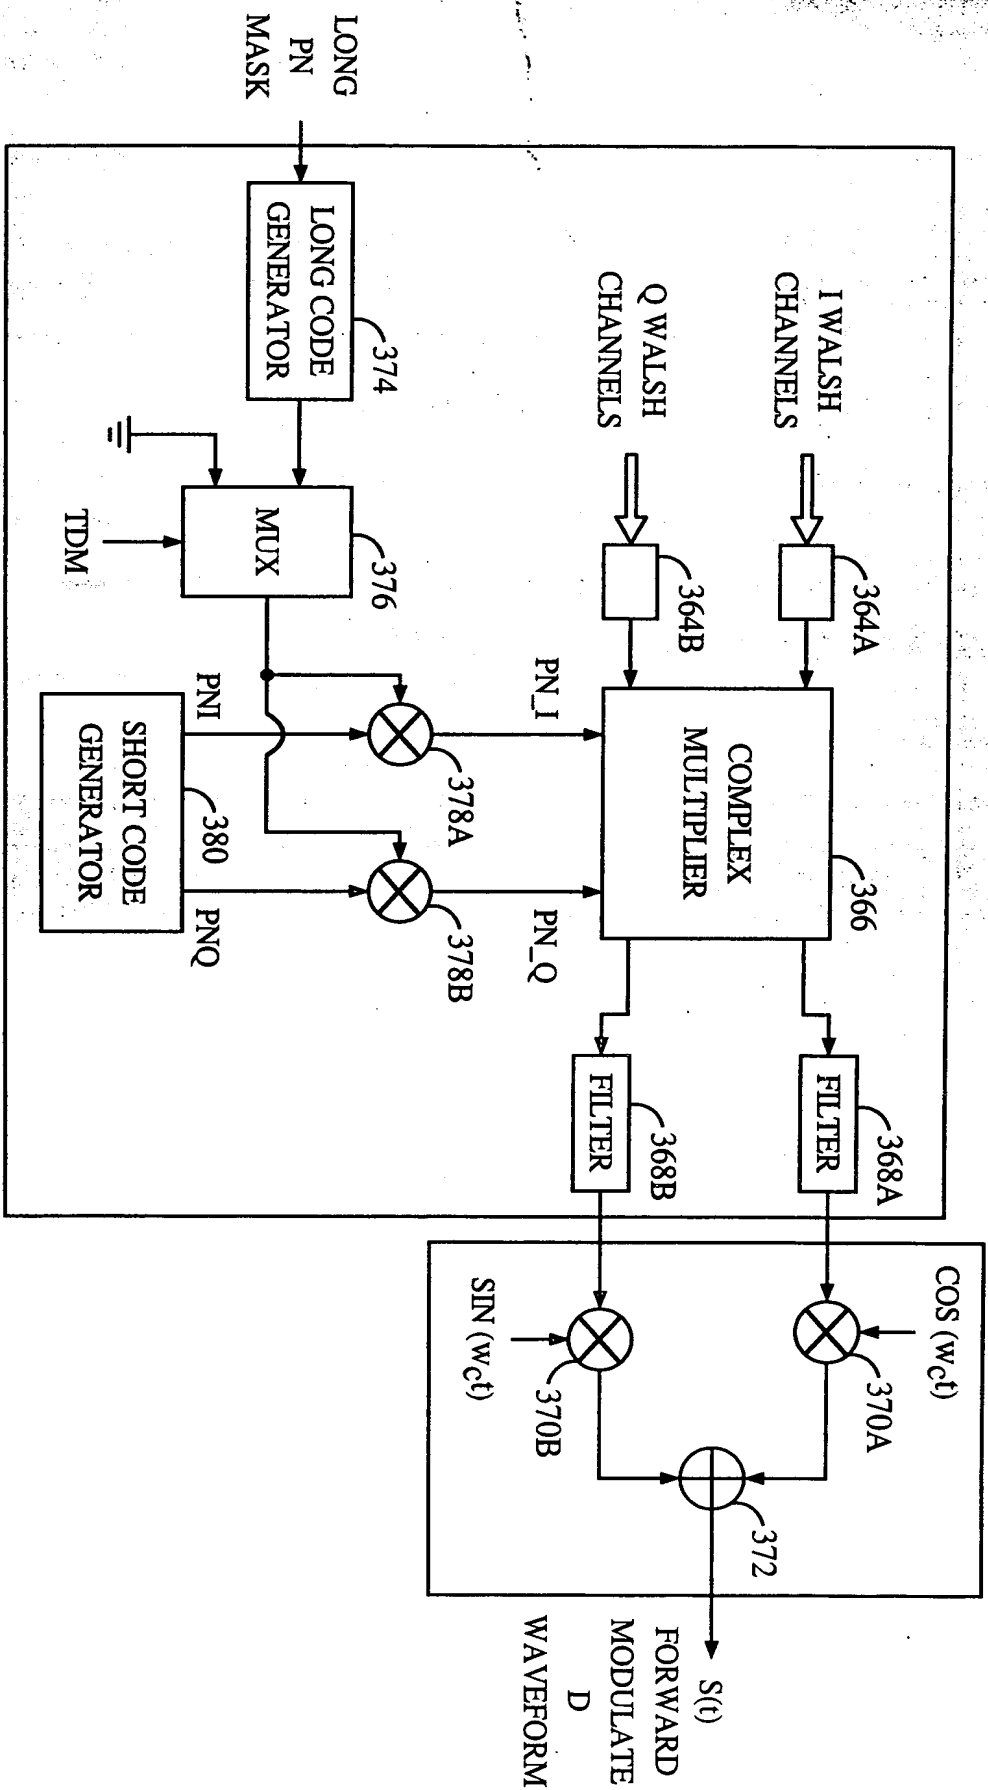 I WALSH
CHANNELS
364A
Q WALSH
CHANNELS
364B
COMPLEX
MULTIPLIER
366
FILTER
368A
FILTER
368B
COS (wct)
370A
SIN (wct)
370B
372
S(t)
FORWARD
MODULATE
D
WAVEFORM
PN_I
PN_Q
378A
378B
LONG
PN
MASK
LONG CODE
GENERATOR
374
MUX
376
TDM
PNI
PNQ
SHORT CODE
GENERATOR
380